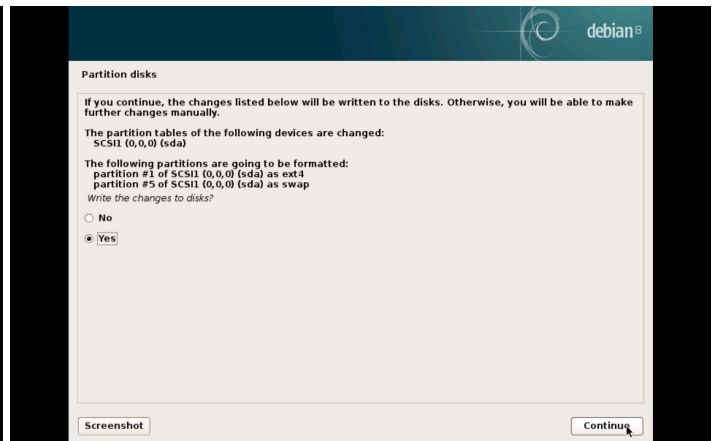 debian 8
Partition disks
If you continue, the changes listed below will be written to the disks. Otherwise, you will be able to make
further changes manually.
The partition tables of the following devices are changed:
SCSI1 (0,0,0) (sda)
The following partitions are going to be formatted:
partition #1 of SCSI1 (0,0,0) (sda) as ext4
partition #5 of SCSI1 (0,0,0) (sda) as swap
Write the changes to disks?
No
Yes
Screenshot
Continue